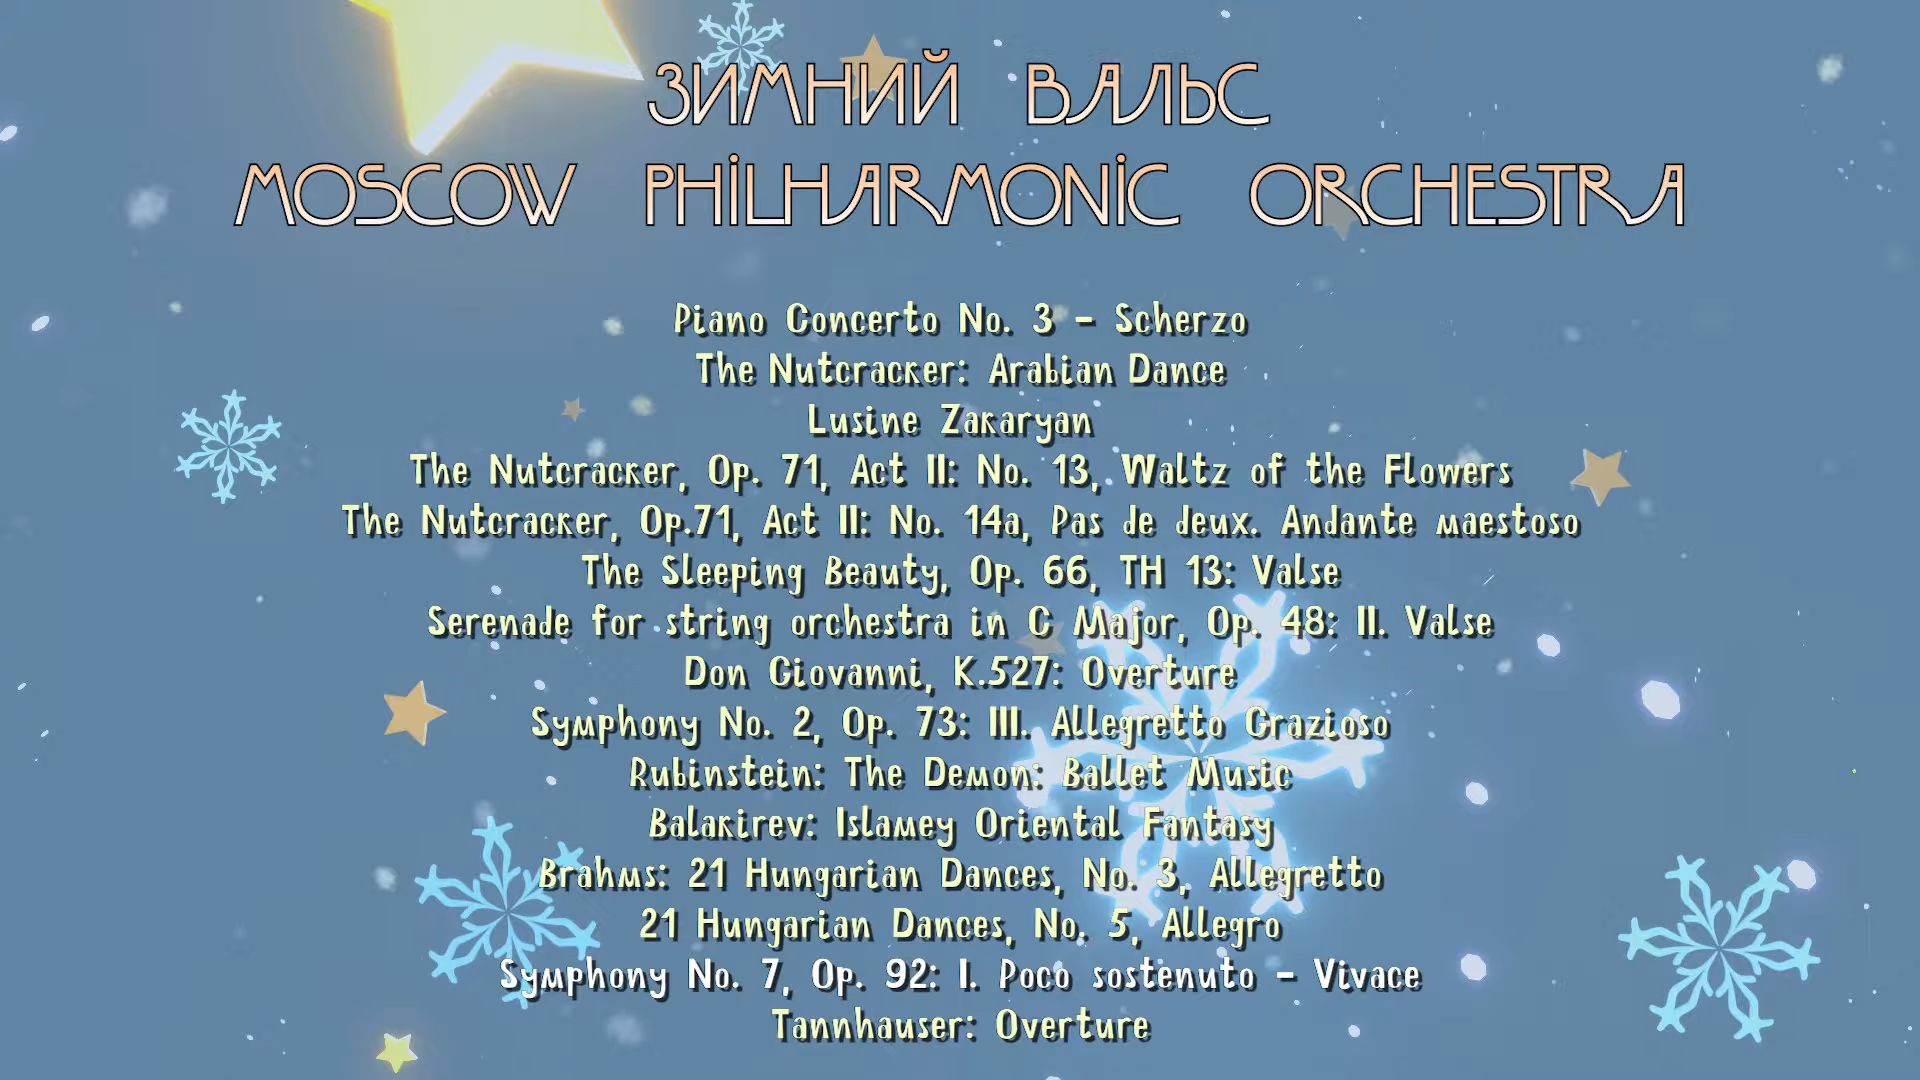 ЗИМНИЙ ВАЛЬС
MOSCOW PHILHARMONIC ORCHESTRA
Piano Concerto No. 3 - Scherzo
The Nutcracker: Arabian Dance
Lusine Zakaryan
The Nutcracker, Op. 71, Act II: No. 13, Waltz of the Flowers
The Nutcracker, Op.71, Act II: No. 14a, Pas de deux. Andante maestoso
The Sleeping Beauty, Op. 66, TH 13: Valse
Serenade for string orchestra in C Major, Op. 48: II. Valse
Don Giovanni, K.527: Overture
Symphony No. 2, Op. 73: III. Allegretto Grazioso
Rubinstein: The Demon: Ballet Music
Balakirev: Islamey Oriental Fantasy
Brahms: 21 Hungarian Dances, No. 3, Allegretto
21 Hungarian Dances, No. 5, Allegro
Symphony No. 7, Op. 92: I. Poco sostenuto - Vivace
Tannhauser: Overture